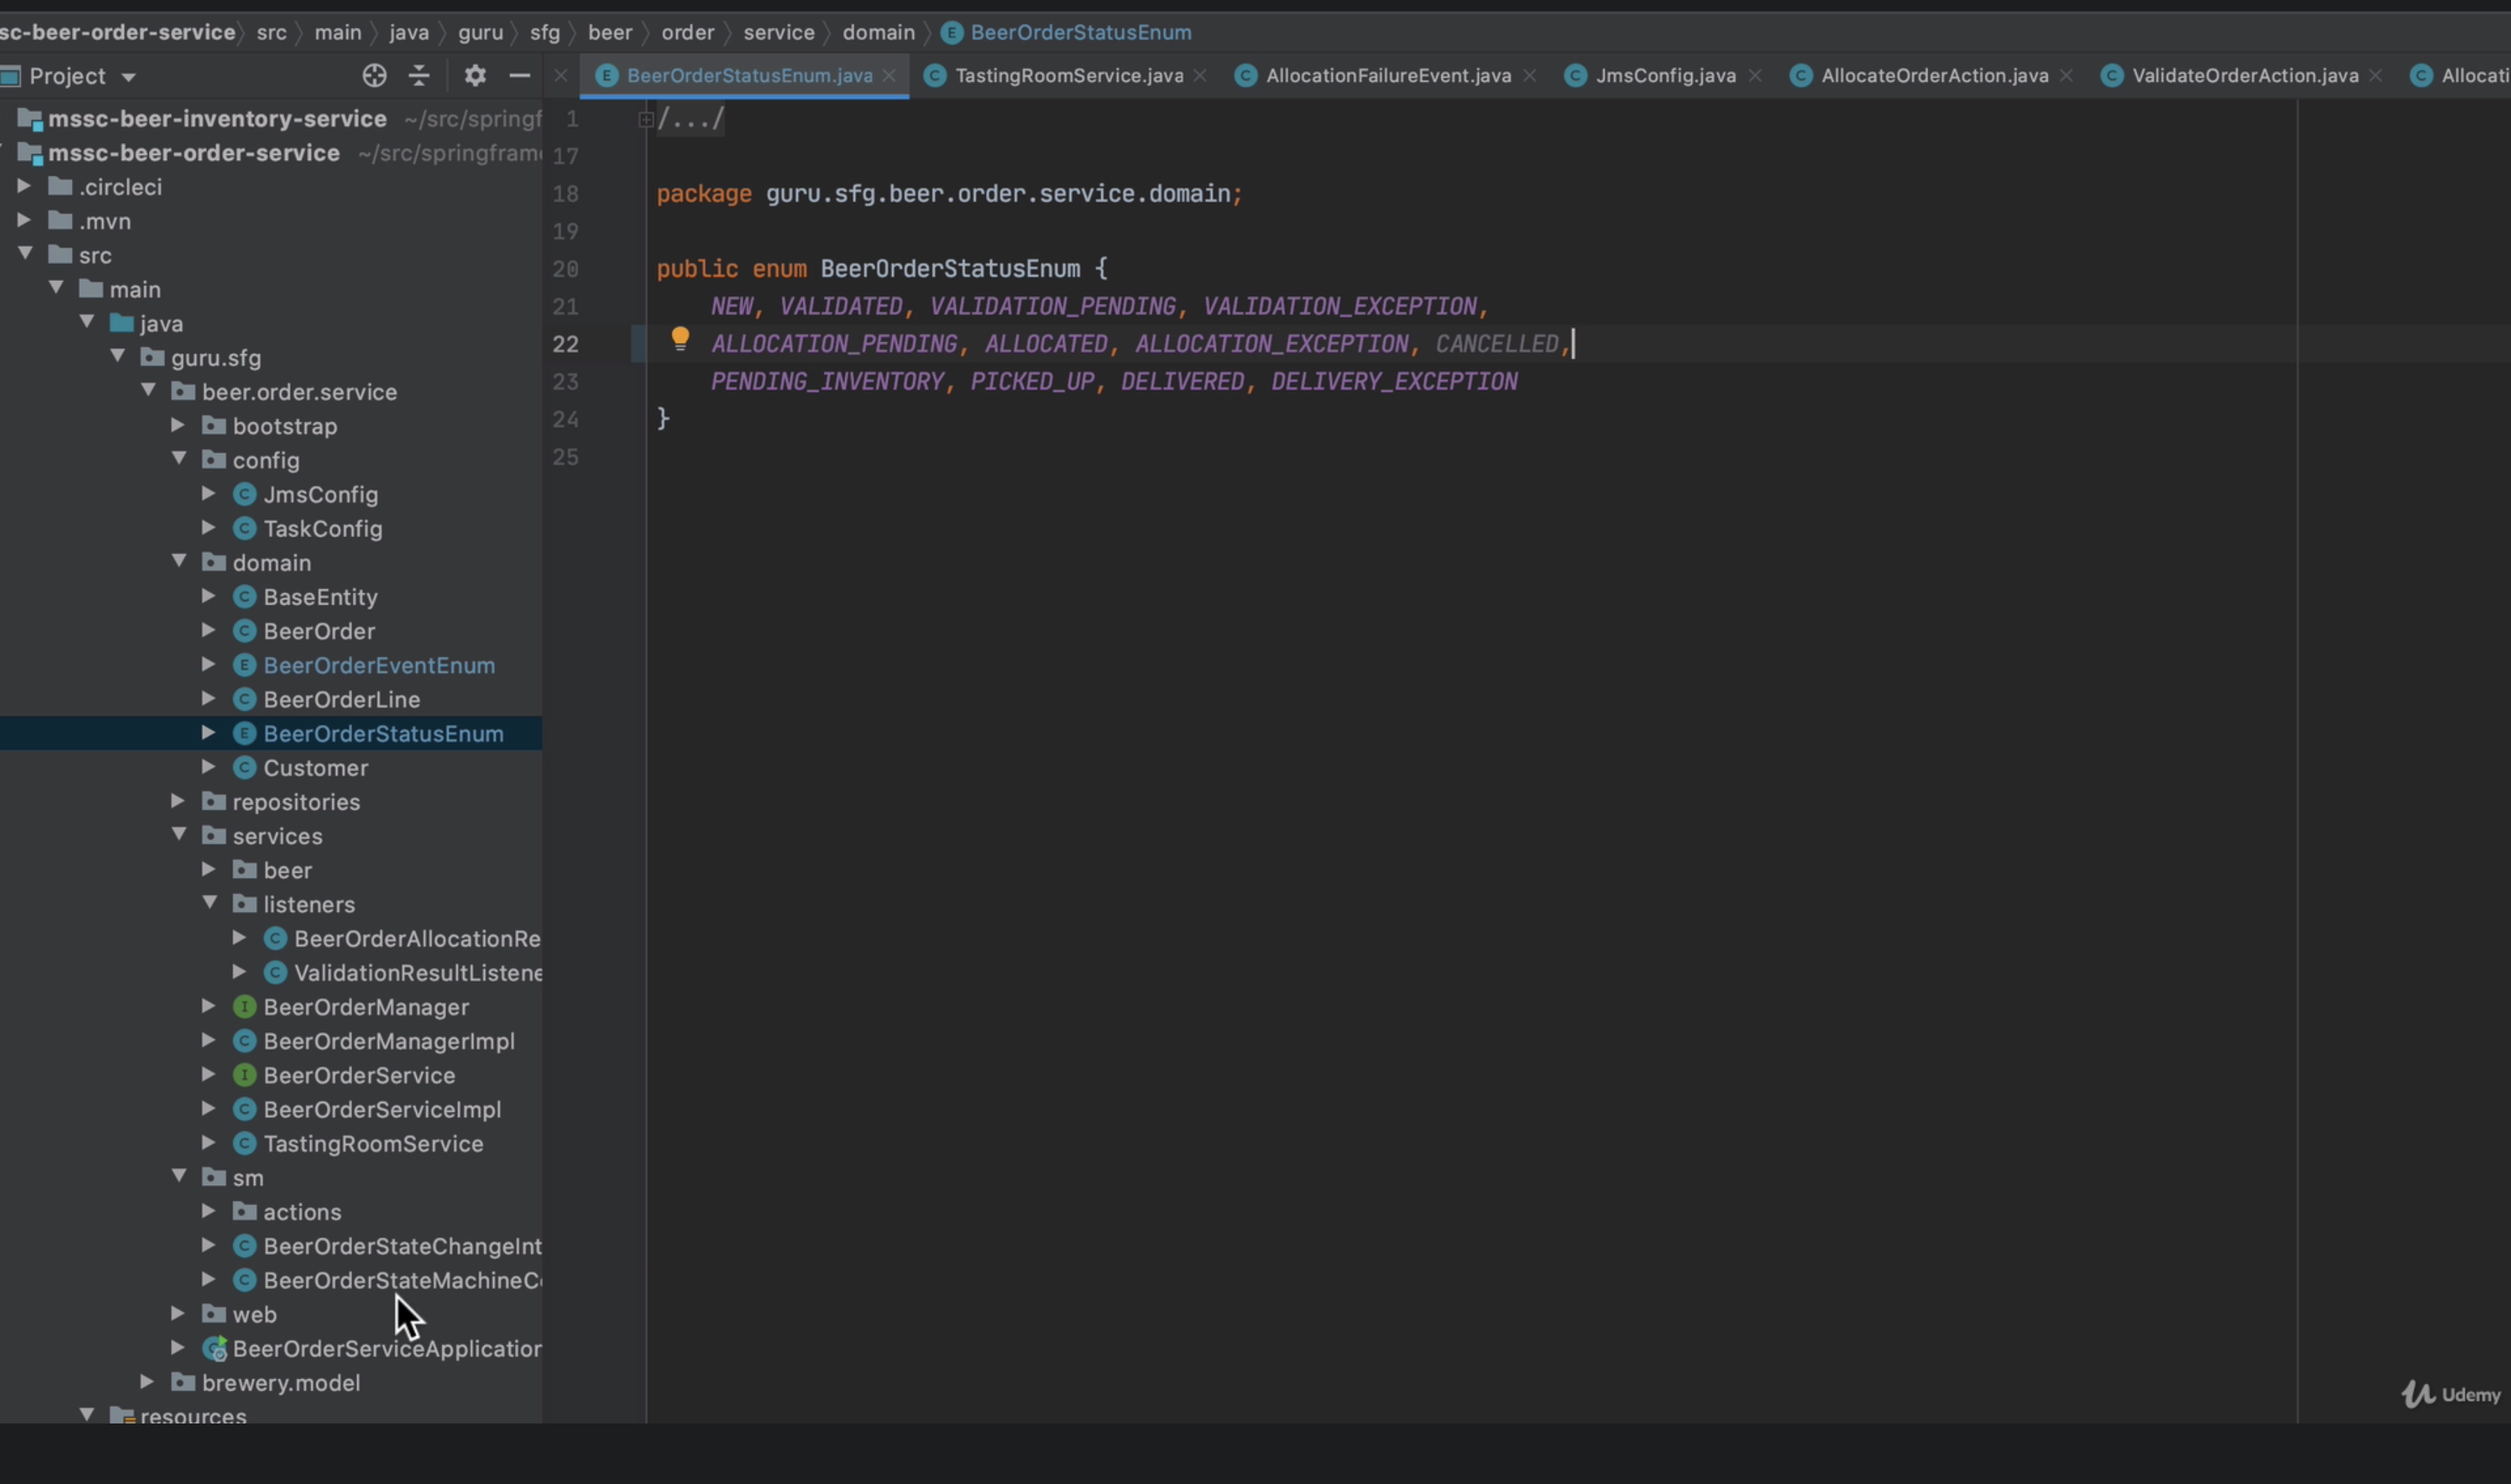 sc-beer-order-service src main java guru sfg beer order service domain BeerOrderStatusEnum
Project
BeerOrderStatusEnum.java TastingRoomService.java AllocationFailureEvent.java JmsConfig.java AllocateOrderAction.java ValidateOrderAction.java Allocati
mssc-beer-inventory-service ~/src/springf
mssc-beer-order-service ~/src/springfram
.circleci
.mvn
src
main
java
guru.sfg
beer.order.service
bootstrap
config
JmsConfig
TaskConfig
domain
BaseEntity
BeerOrder
BeerOrderEventEnum
BeerOrderLine
BeerOrderStatusEnum
Customer
repositories
services
beer
listeners
BeerOrderAllocationRe
ValidationResultListene
BeerOrderManager
BeerOrderManagerImpl
BeerOrderService
BeerOrderServiceImpl
TastingRoomService
sm
actions
BeerOrderStateChangeInt
BeerOrderStateMachineC
web
BeerOrderServiceApplication
brewery.model
resources
1 /.../
17
18 package guru.sfg.beer.order.service.domain;
19
20 public enum BeerOrderStatusEnum {
21 NEW, VALIDATED, VALIDATION_PENDING, VALIDATION_EXCEPTION,
22 ALLOCATION_PENDING, ALLOCATED, ALLOCATION_EXCEPTION, CANCELLED,
23 PENDING_INVENTORY, PICKED_UP, DELIVERED, DELIVERY_EXCEPTION
24 }
25
Udemy